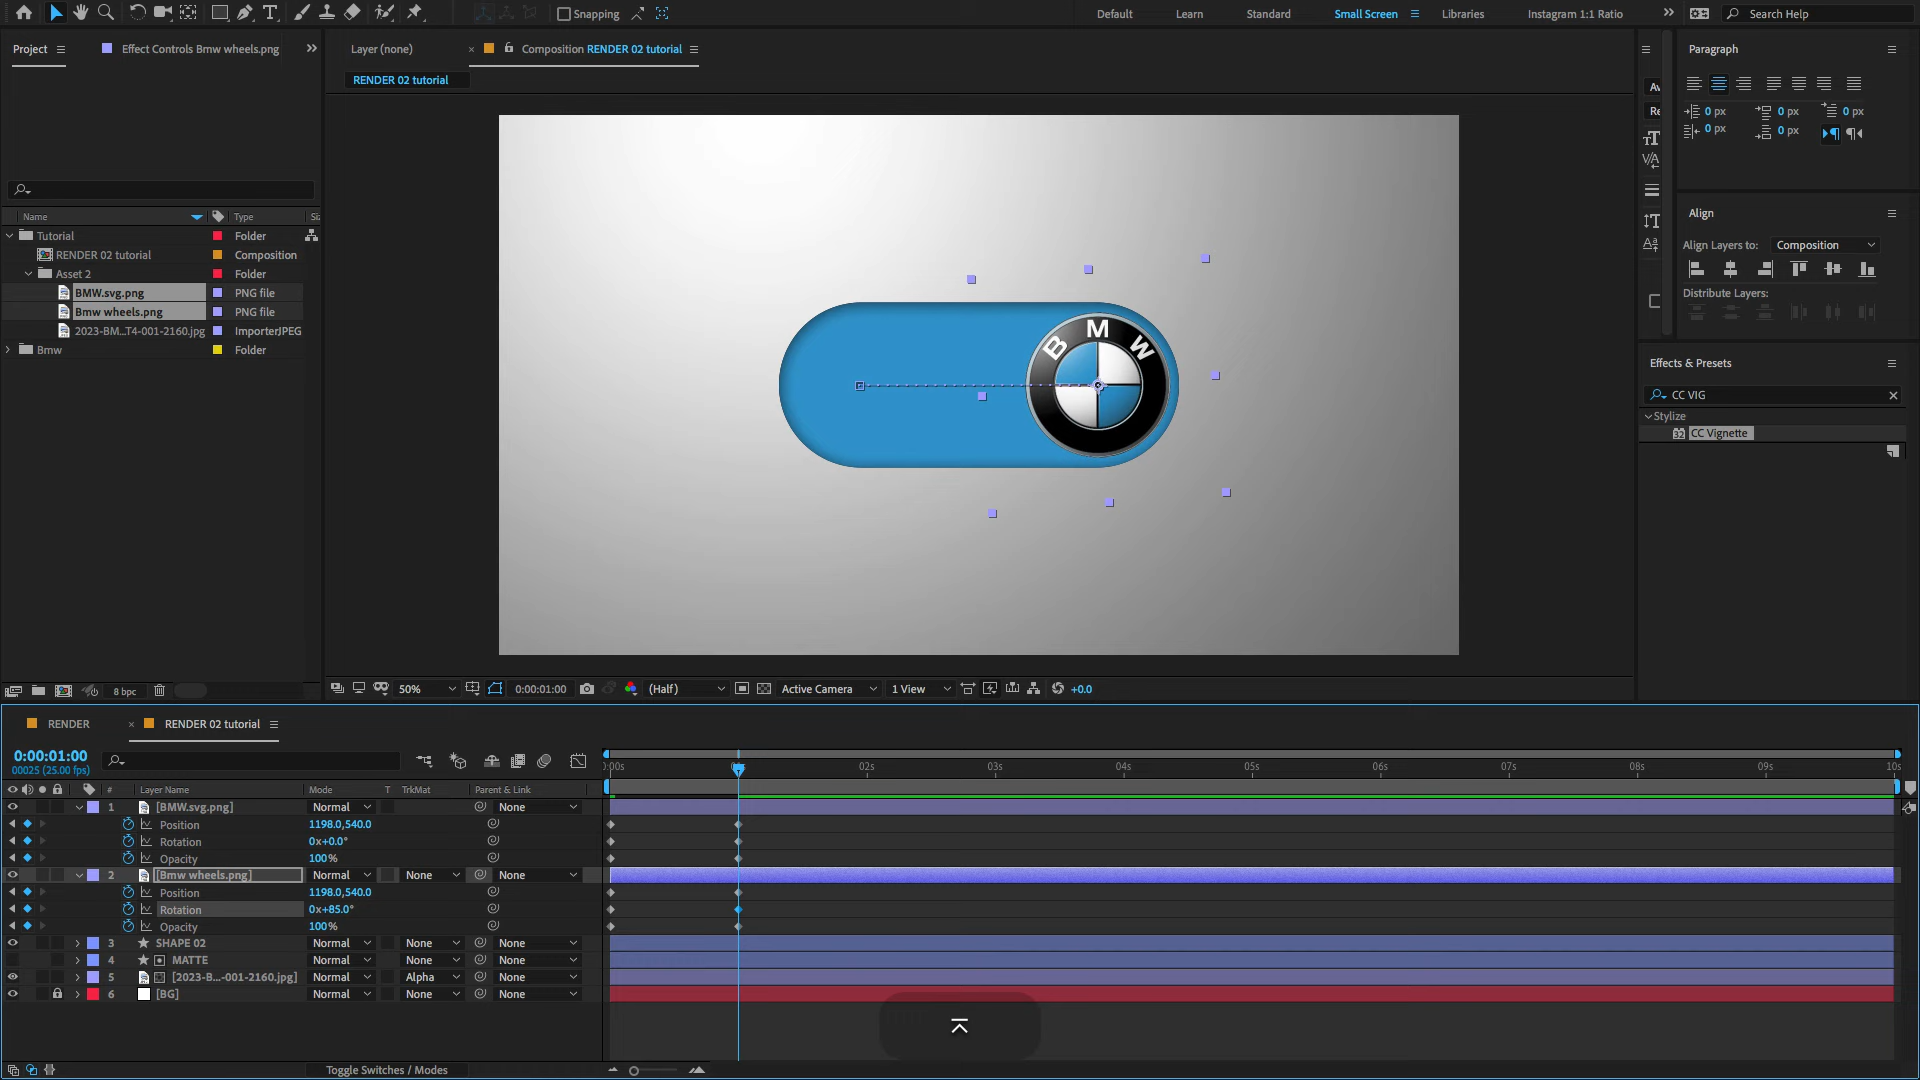 Snapping
Default
Learn
Standard
Small Screen
Libraries
Instagram 1:1 Ratio
Search Help
Project
Effect Controls Bmw wheels.png
Layer (none)
Composition RENDER 02 tutorial
RENDER 02 tutorial
Paragraph
0 px
0 px
0 px
0 px
0 px
Align
Align Layers to:
Composition
Distribute Layers:
Effects & Presets
CC VIG
Stylize
32
CC Vignette
Name
Type
Tutorial
Folder
RENDER 02 tutorial
Composition
Asset 2
Folder
BMW.svg.png
PNG file
Bmw wheels.png
PNG file
2023-BM...T4-001-2160.jpg
ImporterJPEG
Bmw
Folder
B M W
8 bpc
50%
0:00:01:00
(Half)
Active Camera
1 View
+0.0
RENDER
RENDER 02 tutorial
0:00:01:00
00025 (25.00 fps)
:00s
02s
03s
04s
05s
06s
07s
08s
09s
10s
#
Layer Name
Mode
T
TrkMat
Parent & Link
1
[BMW.svg.png]
Normal
None
Position
1198.0,540.0
Rotation
0x+0.0°
Opacity
100%
2
[Bmw wheels.png]
Normal
None
None
Position
1198.0,540.0
Rotation
0x+85.0°
Opacity
100%
3
SHAPE 02
Normal
None
None
4
MATTE
Normal
None
None
5
[2023-B...-001-2160.jpg]
Normal
Alpha
None
6
[BG]
Normal
None
None
Toggle Switches / Modes